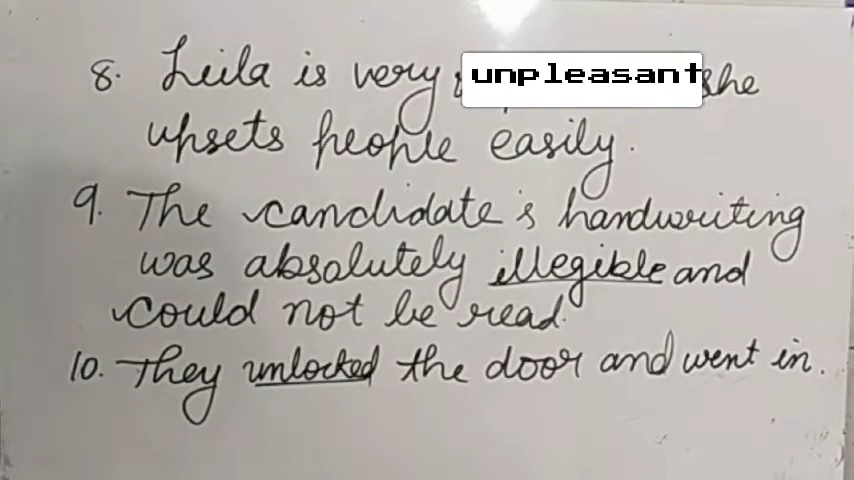 8. Leila is very unpleasant she
upsets people easily.
9. The candidate's handwriting
was absolutely illegible and
could not be read.
10. They unlocked the door and went in.